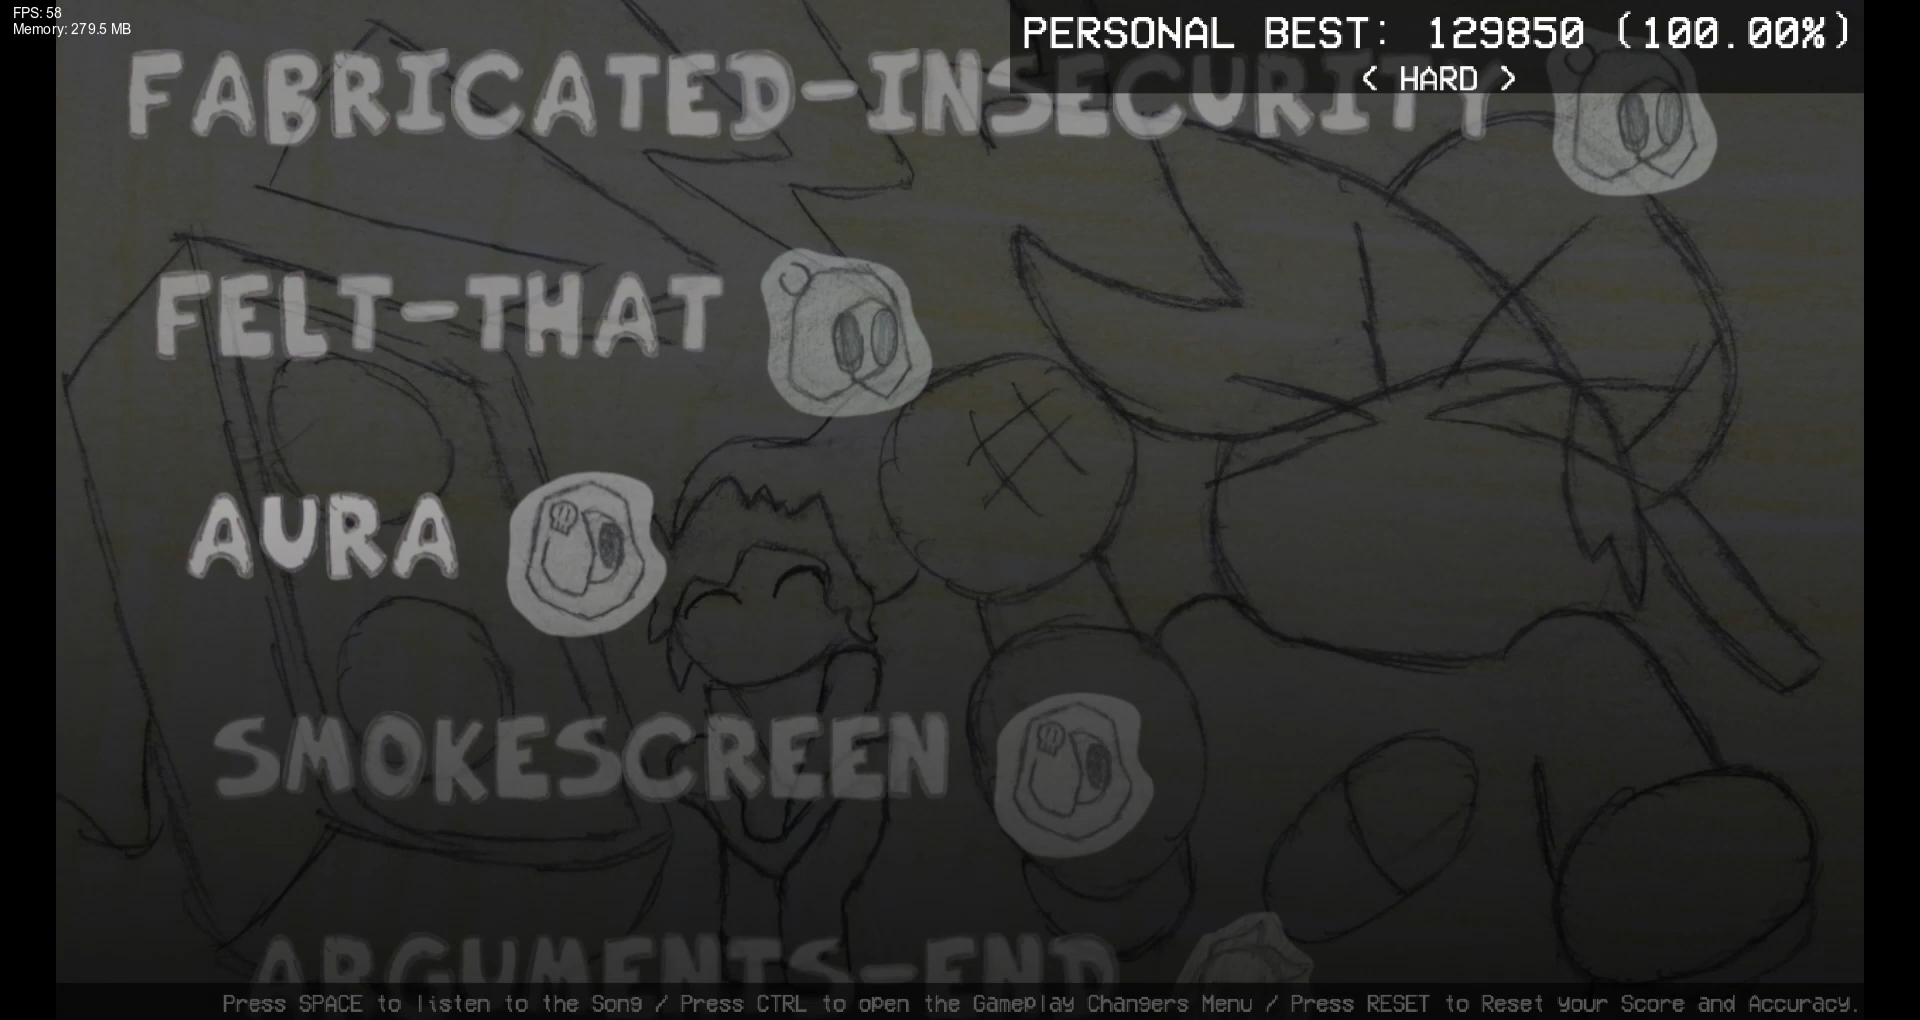 FPS: 58
Memory: 279.5 MB
PERSONAL BEST: 129850 (100.00%)
< HARD >
FABRICATED-INSECURITY
FELT-THAT
AURA
SMOKESCREEN
ARGUMENTS-END
Press SPACE to listen to the Song / Press CTRL to open the Gameplay Changers Menu / Press RESET to Reset your Score and Accuracy.